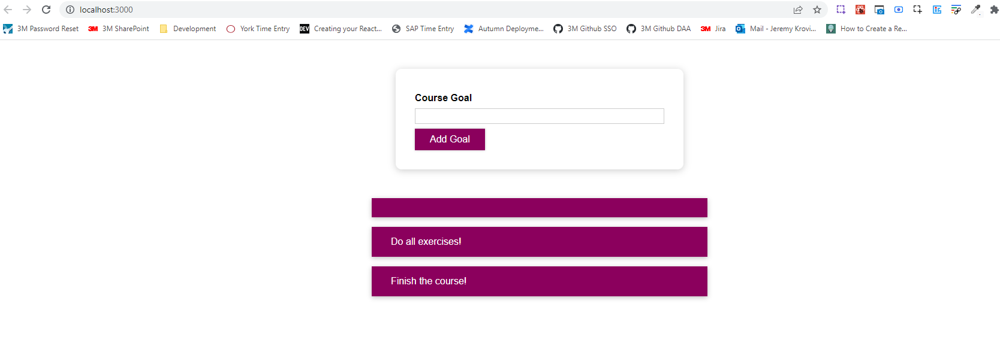 localhost:3000
3M Password Reset 3M 3M SharePoint Development York Time Entry DEV Creating your React... SAP Time Entry Autumn Deployme... 3M Github SSO 3M Github DAA 3M Jira Mail - Jeremy Krovi... How to Create a Re...
Course Goal
Add Goal
Do all exercises!
Finish the course!